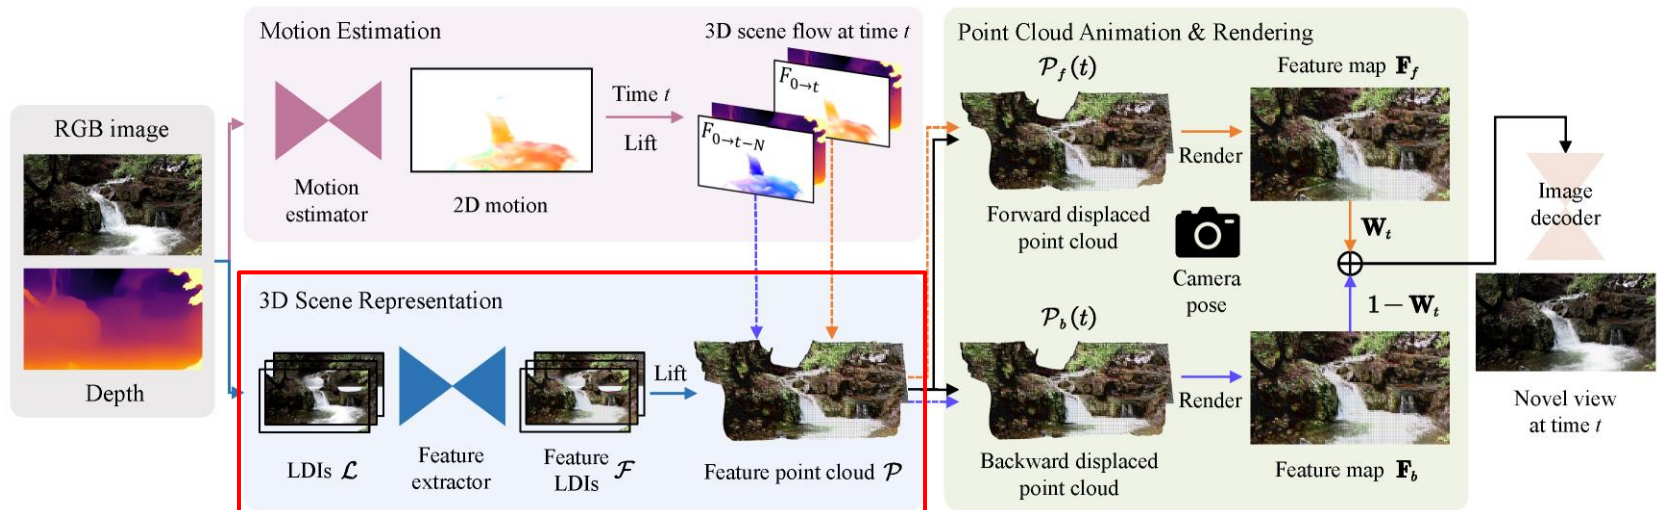 RGB image
Depth
Motion Estimation
Motion
estimator
2D motion
Time t
Lift
3D scene flow at time t
F0→t
F0→t−N
3D Scene Representation
LDIs ℒ
Feature
extractor
Feature
LDIs ℱ
Lift
Feature point cloud 𝒫
Point Cloud Animation & Rendering
𝒫f(t)
Forward displaced
point cloud
Render
Feature map Ff
Camera
pose
Wt
1 − Wt
𝒫b(t)
Backward displaced
point cloud
Render
Feature map Fb
Image
decoder
Novel view
at time t